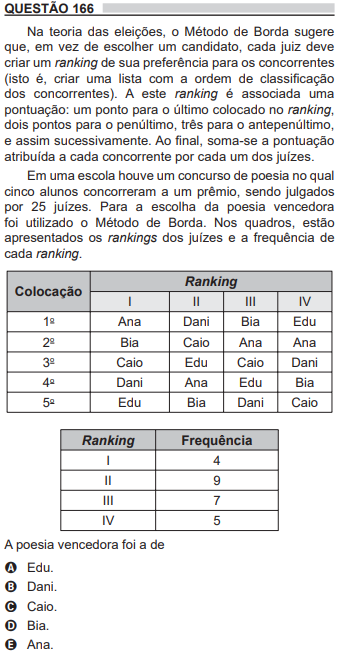 QUESTÃO 166
Na teoria das eleições, o Método de Borda sugere
que, em vez de escolher um candidato, cada juiz deve
criar um ranking de sua preferência para os concorrentes
(isto é, criar uma lista com a ordem de classificação
dos concorrentes). A este ranking é associada uma
pontuação: um ponto para o último colocado no ranking,
dois pontos para o penúltimo, três para o antepenúltimo,
e assim sucessivamente. Ao final, soma-se a pontuação
atribuída a cada concorrente por cada um dos juízes.
Em uma escola houve um concurso de poesia no qual
cinco alunos concorreram a um prêmio, sendo julgados
por 25 juízes. Para a escolha da poesia vencedora
foi utilizado o Método de Borda. Nos quadros, estão
apresentados os rankings dos juízes e a frequência de
cada ranking.
Colocação Ranking
I II III IV
1º Ana Dani Bia Edu
2º Bia Caio Ana Ana
3º Caio Edu Caio Dani
4º Dani Ana Edu Bia
5º Edu Bia Dani Caio
Ranking Frequência
I 4
II 9
III 7
IV 5
A poesia vencedora foi a de
A Edu.
B Dani.
C Caio.
D Bia.
E Ana.